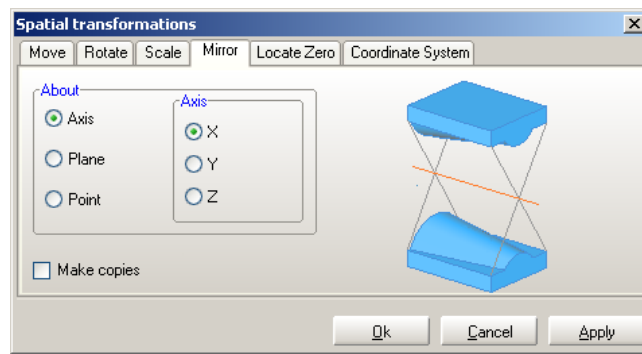 Spatial transformations
Move Rotate Scale Mirror Locate Zero Coordinate System
About
Axis
Plane
Point
Axis
X
Y
Z
Make copies
Ok Cancel Apply